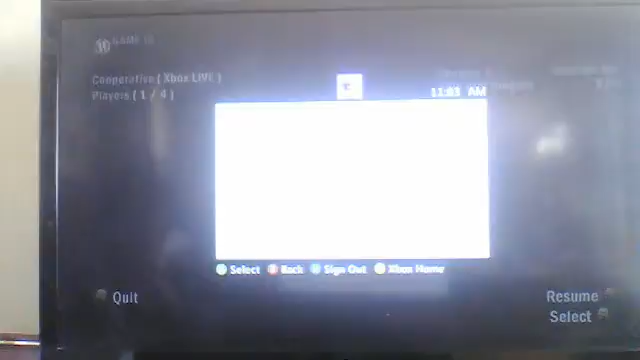 Cooperative ( Xbox LIVE )
Players ( 1 / 4 )
11:03 AM
Select Back Sign Out Xbox Home
Quit
Resume
Select